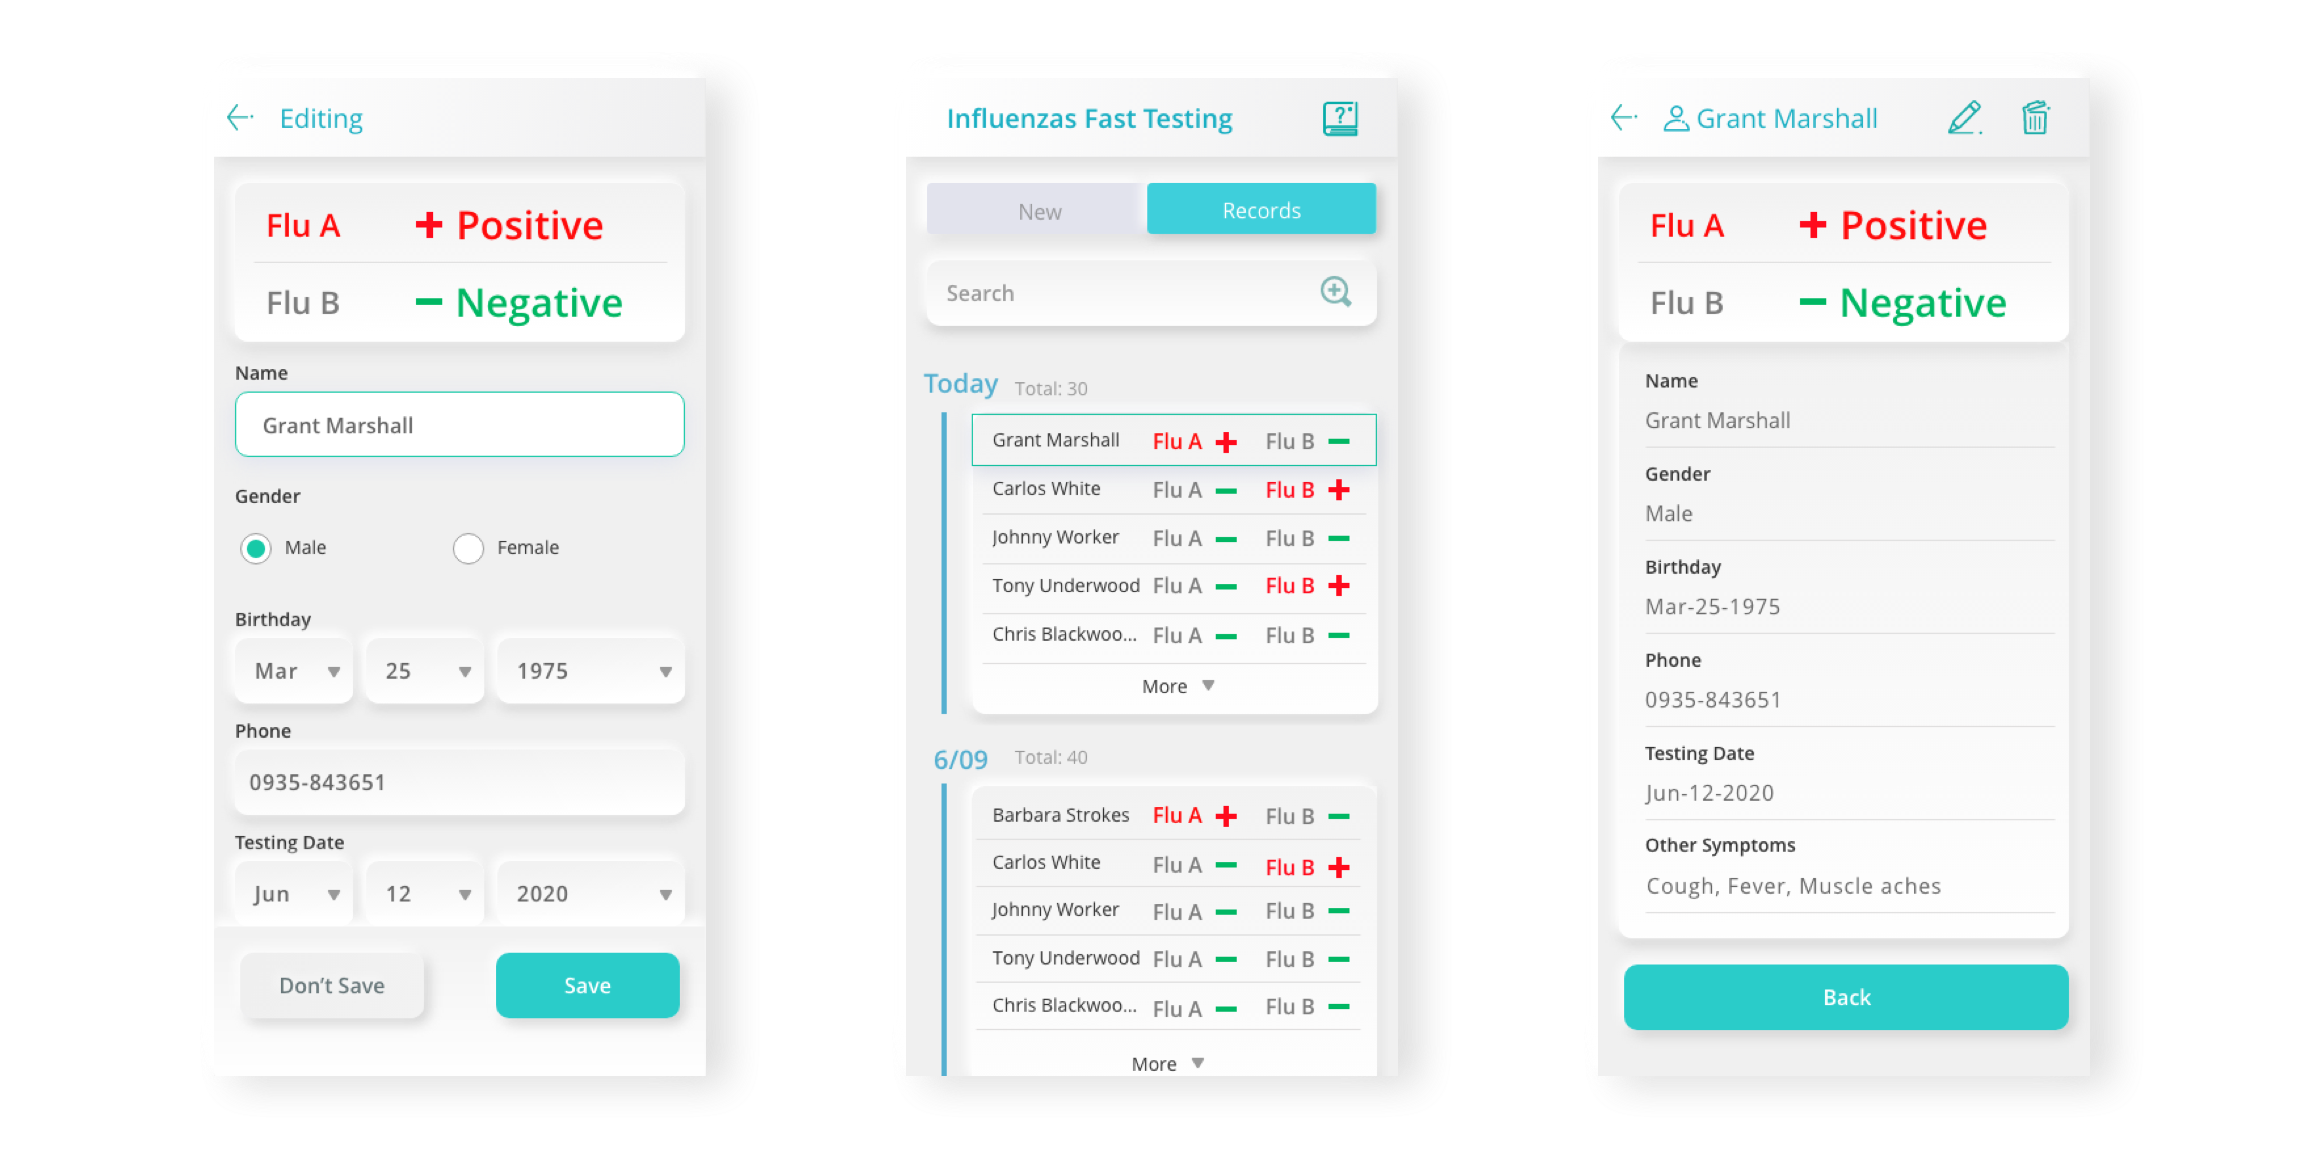 Editing
Flu A + Positive
Flu B − Negative
Name
Grant Marshall
Gender
Male Female
Birthday
Mar 25 1975
Phone
0935-843651
Testing Date
Jun 12 2020
Don't Save Save
Influenzas Fast Testing
New Records
Search
Today Total: 30
Grant Marshall Flu A + Flu B −
Carlos White Flu A − Flu B +
Johnny Worker Flu A − Flu B −
Tony Underwood Flu A − Flu B +
Chris Blackwoo... Flu A − Flu B −
More
6/09 Total: 40
Barbara Strokes Flu A + Flu B −
Carlos White Flu A − Flu B +
Johnny Worker Flu A − Flu B −
Tony Underwood Flu A − Flu B −
Chris Blackwoo... Flu A − Flu B −
More
Grant Marshall
Flu A + Positive
Flu B − Negative
Name
Grant Marshall
Gender
Male
Birthday
Mar-25-1975
Phone
0935-843651
Testing Date
Jun-12-2020
Other Symptoms
Cough, Fever, Muscle aches
Back